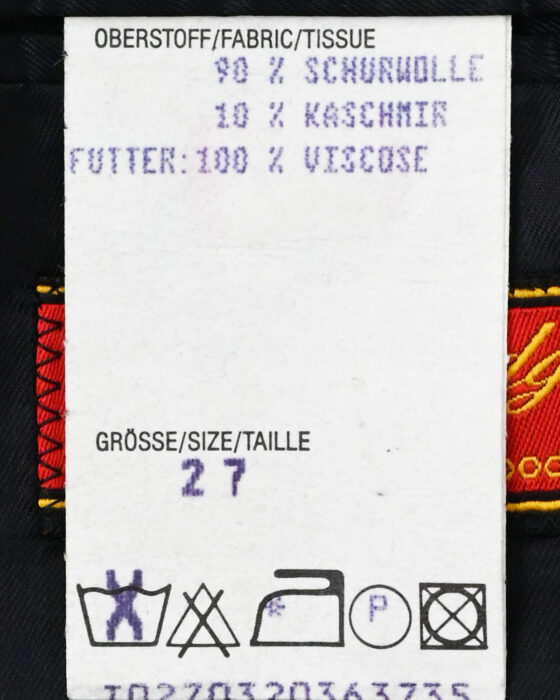 OBERSTOFF/FABRIC/TISSUE
90 % SCHURWOLLE
10 % KASCHMIR
FUTTER:100 % VISCOSE
GRÖSSE/SIZE/TAILLE
27
P